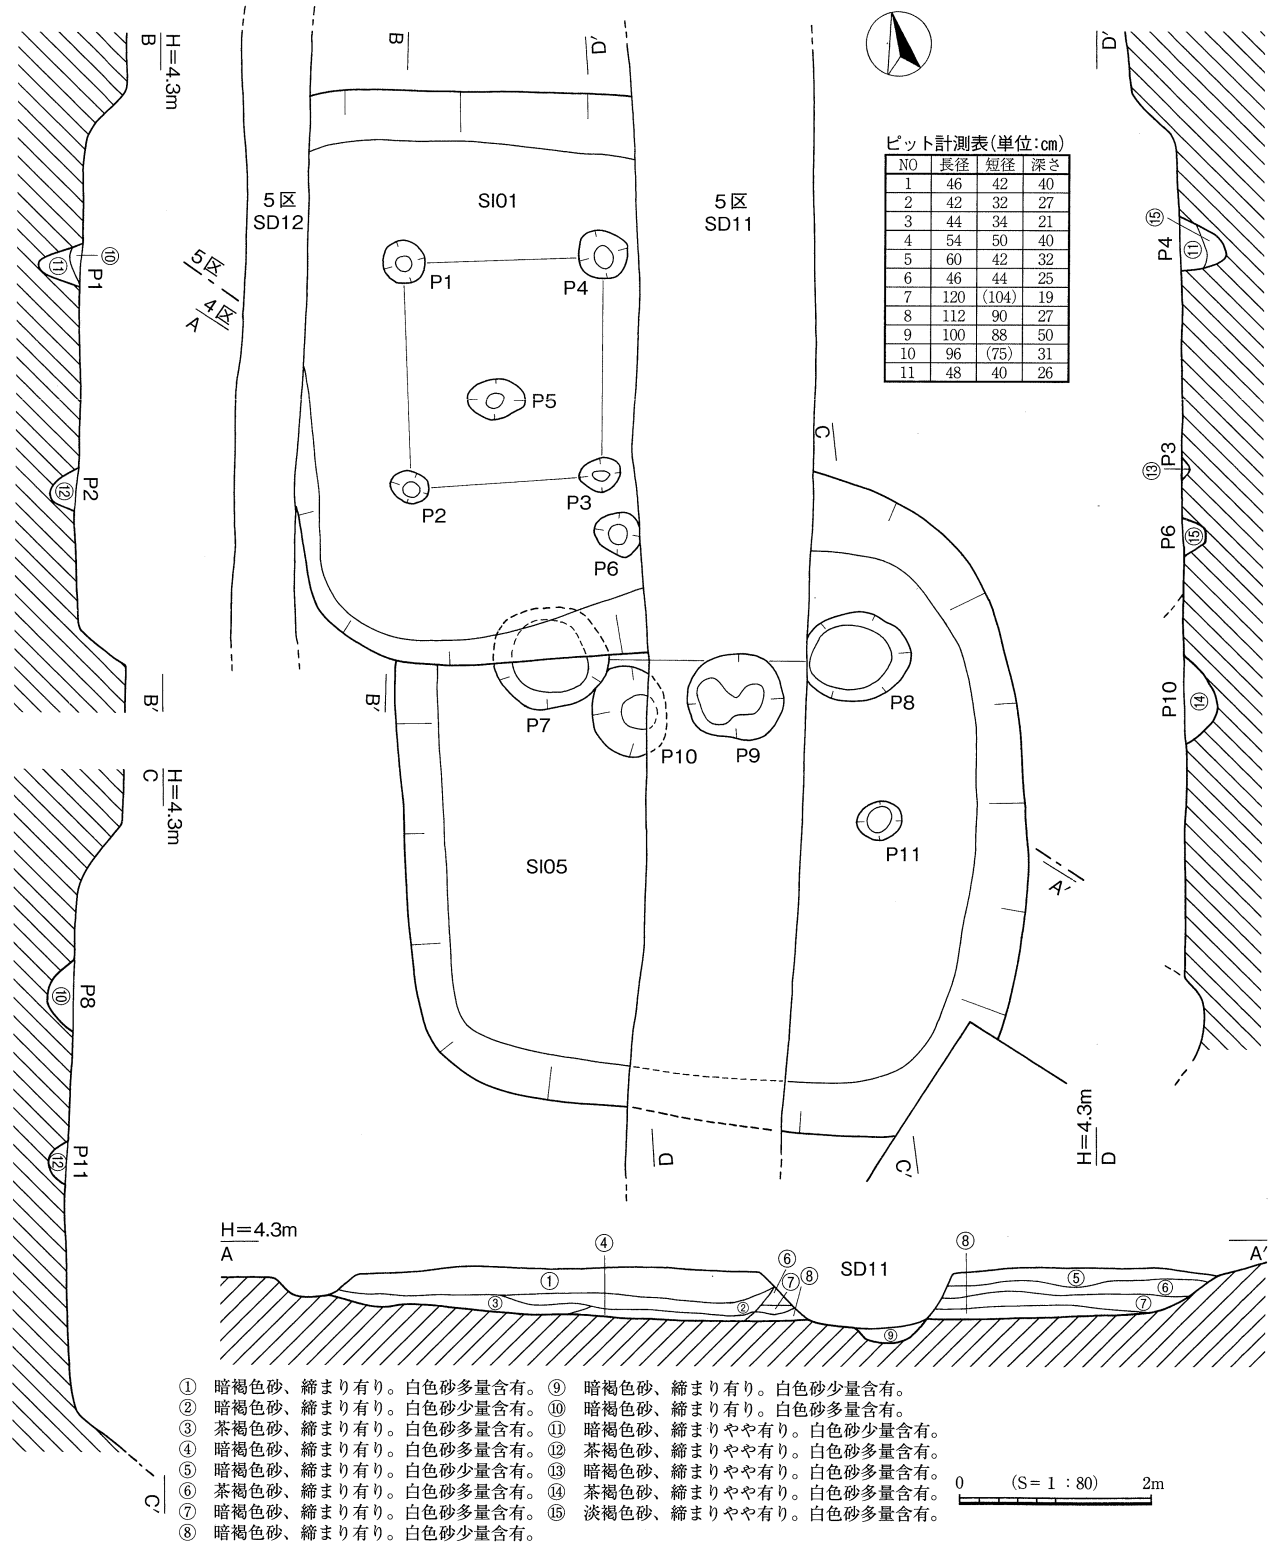 H=4.3m
B
B
D′
D′
5区
SD12
SI01
5区
SD11
ピット計測表(単位:cm)
NO 長径 短径 深さ
1 46 42 40
2 42 32 27
3 44 34 21
4 54 50 40
5 60 42 32
6 46 44 25
7 120 (104) 19
8 112 90 27
9 100 88 50
10 96 (75) 31
11 48 40 26
5区
4区
A
⑩
⑪
P1
P1
P4
⑮
P4
⑪
P5
C
P2
⑫
P2
P3
P3
⑬
P6
P6
⑮
B′
B′
P7
P10
P9
P8
P10
⑭
H=4.3m
C
P11
SI05
A′
P8
⑩
P11
⑫
D
C′
H=4.3m
D
H=4.3m
A
④
①
③
②
⑥
⑦
⑧
SD11
⑨
⑧
⑤
⑥
⑦
A′
① 暗褐色砂、締まり有り。白色砂多量含有。
② 暗褐色砂、締まり有り。白色砂少量含有。
③ 茶褐色砂、締まり有り。白色砂多量含有。
④ 暗褐色砂、締まり有り。白色砂多量含有。
⑤ 暗褐色砂、締まり有り。白色砂少量含有。
⑥ 茶褐色砂、締まり有り。白色砂多量含有。
⑦ 暗褐色砂、締まり有り。白色砂多量含有。
⑧ 暗褐色砂、締まり有り。白色砂少量含有。
⑨ 暗褐色砂、締まり有り。白色砂少量含有。
⑩ 暗褐色砂、締まり有り。白色砂多量含有。
⑪ 暗褐色砂、締まりやや有り。白色砂少量含有。
⑫ 茶褐色砂、締まりやや有り。白色砂多量含有。
⑬ 暗褐色砂、締まりやや有り。白色砂多量含有。
⑭ 茶褐色砂、締まりやや有り。白色砂多量含有。
⑮ 淡褐色砂、締まりやや有り。白色砂多量含有。
C′
0 (S=1:80) 2m